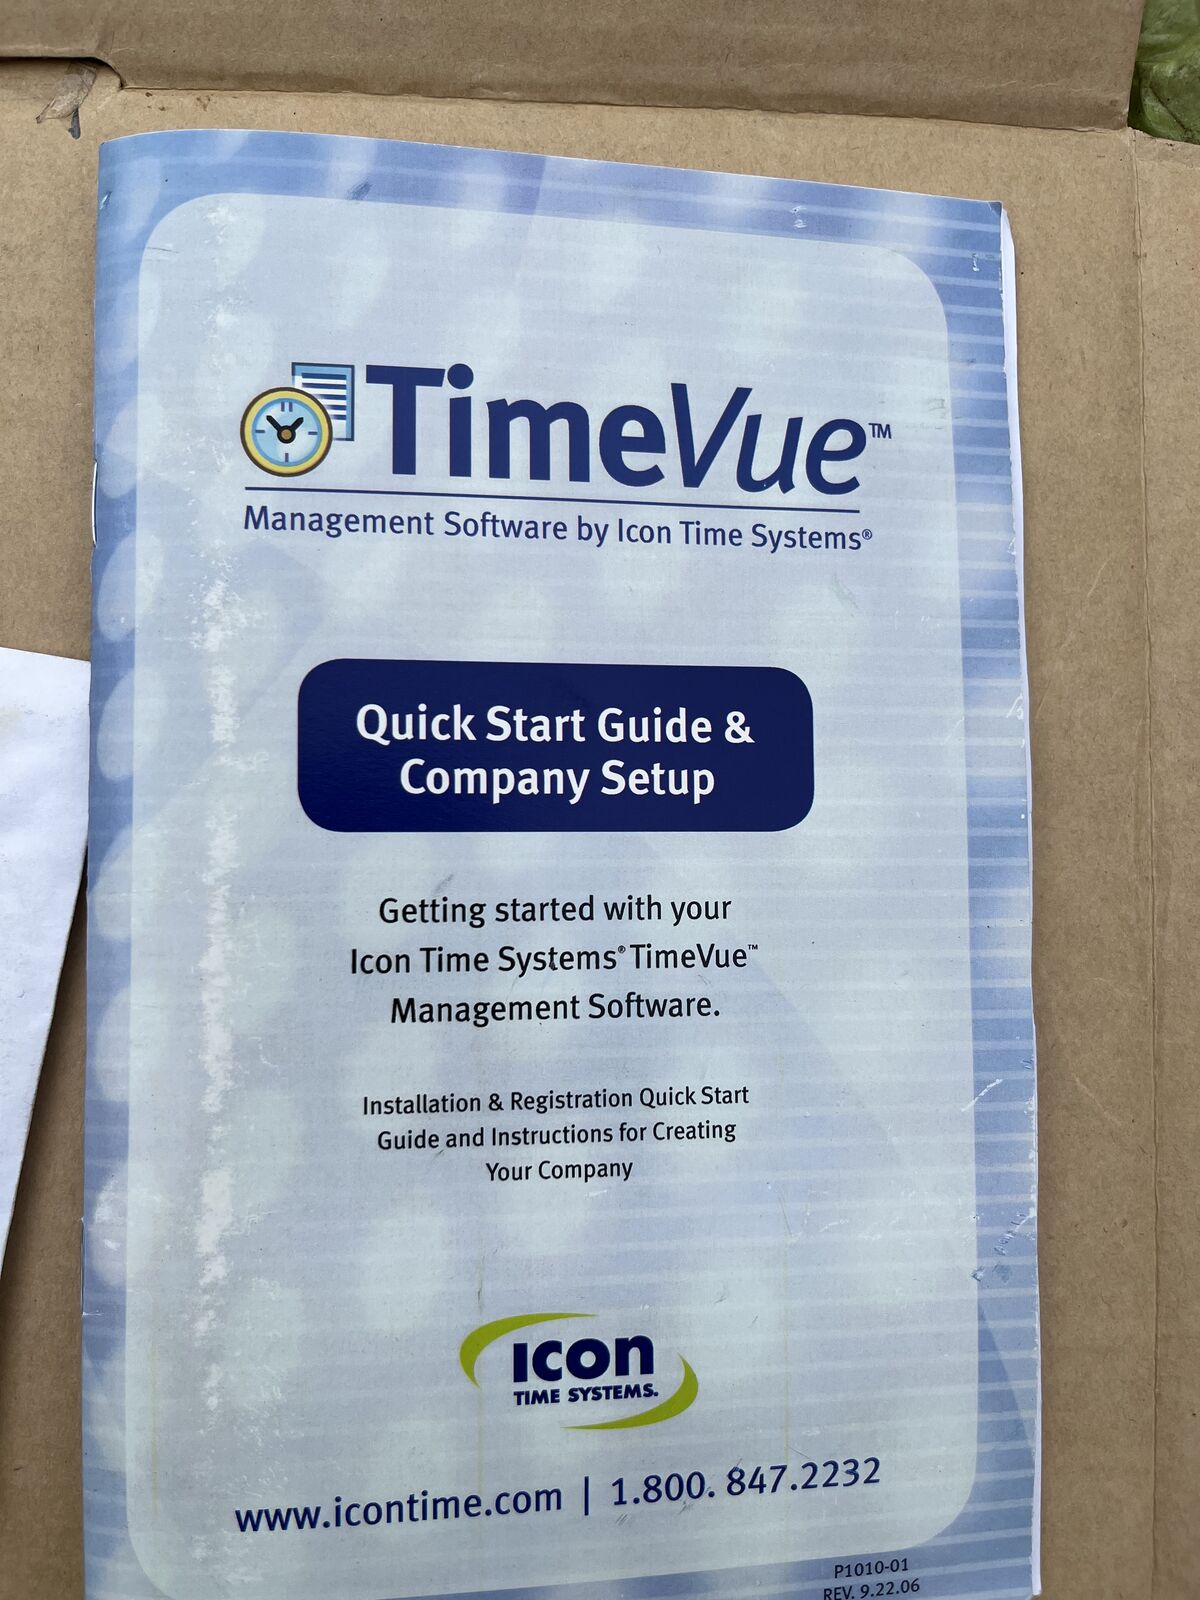 TimeVue™
Management Software by Icon Time Systems®
Quick Start Guide &
Company Setup
Getting started with your
Icon Time Systems® TimeVue™
Management Software.
Installation & Registration Quick Start
Guide and Instructions for Creating
Your Company
icon
TIME SYSTEMS.
www.icontime.com | 1.800. 847.2232
P1010-01
REV. 9.22.06